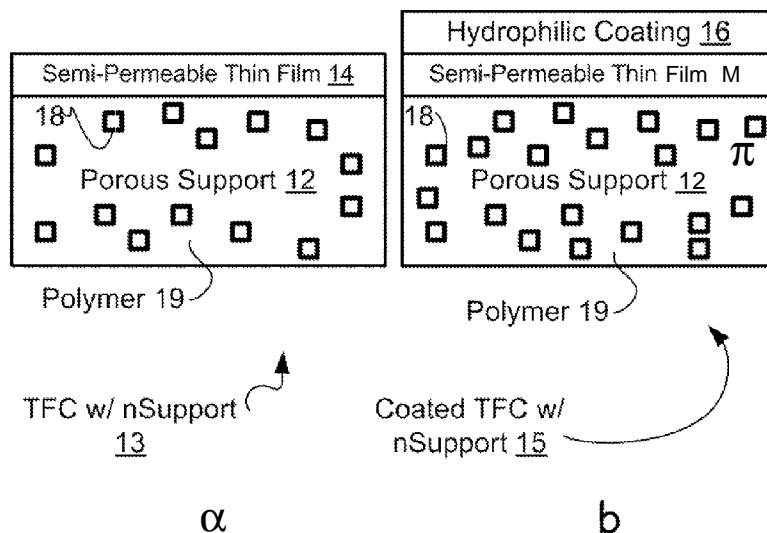 Semi-Permeable Thin Film 14
18
Porous Support 12
Polymer 19
TFC w/ nSupport
13
α
Hydrophilic Coating 16
Semi-Permeable Thin Film M
18
π
Porous Support 12
Polymer 19
Coated TFC w/
nSupport 15
b